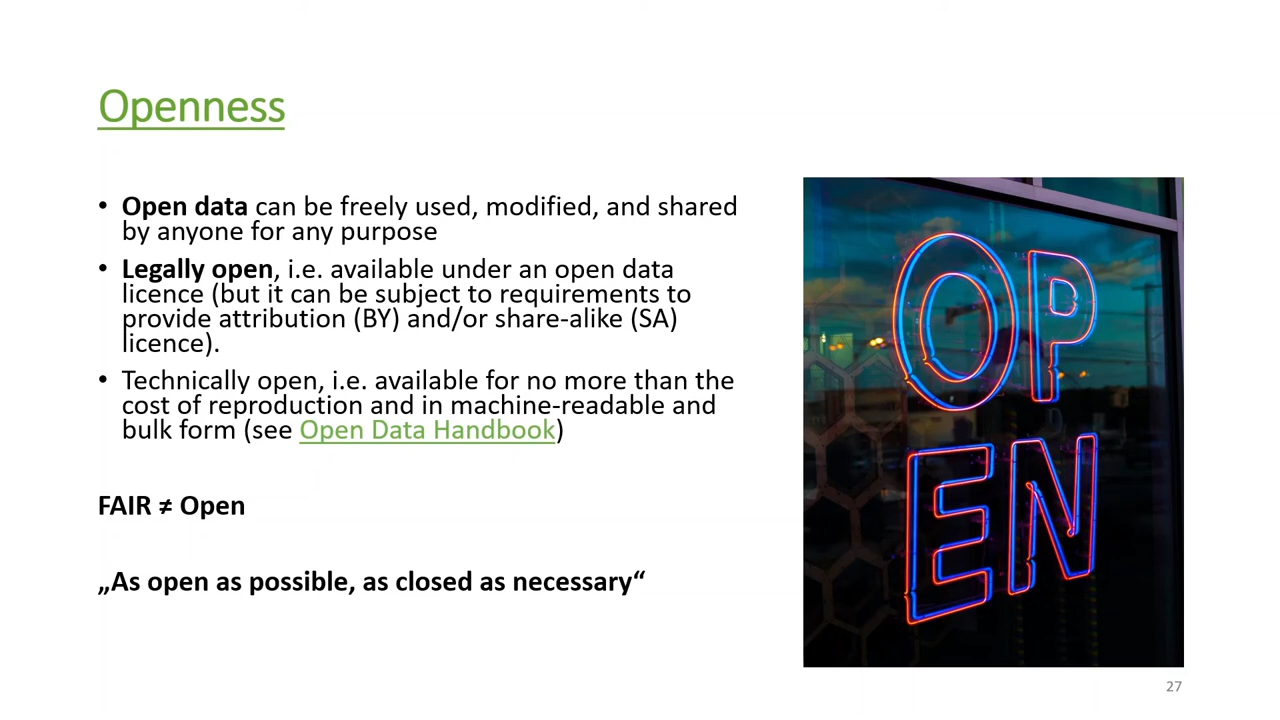 Openness
• Open data can be freely used, modified, and shared
by anyone for any purpose
• Legally open, i.e. available under an open data
licence (but it can be subject to requirements to
provide attribution (BY) and/or share-alike (SA)
licence).
• Technically open, i.e. available for no more than the
cost of reproduction and in machine-readable and
bulk form (see Open Data Handbook)
FAIR ≠ Open
„As open as possible, as closed as necessary“
OP
EN
27